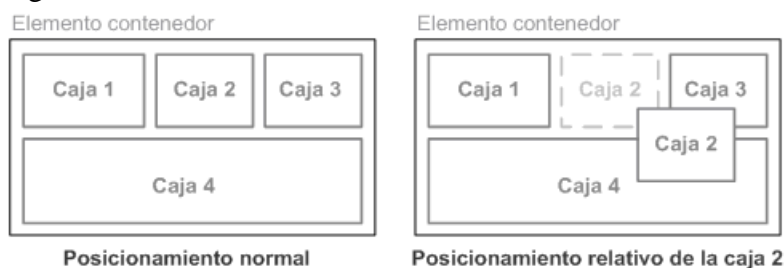 Elemento contenedor
Caja 1
Caja 2
Caja 3
Caja 4
Posicionamiento normal
Elemento contenedor
Caja 1
Caja 2
Caja 3
Caja 2
Caja 4
Posicionamiento relativo de la caja 2